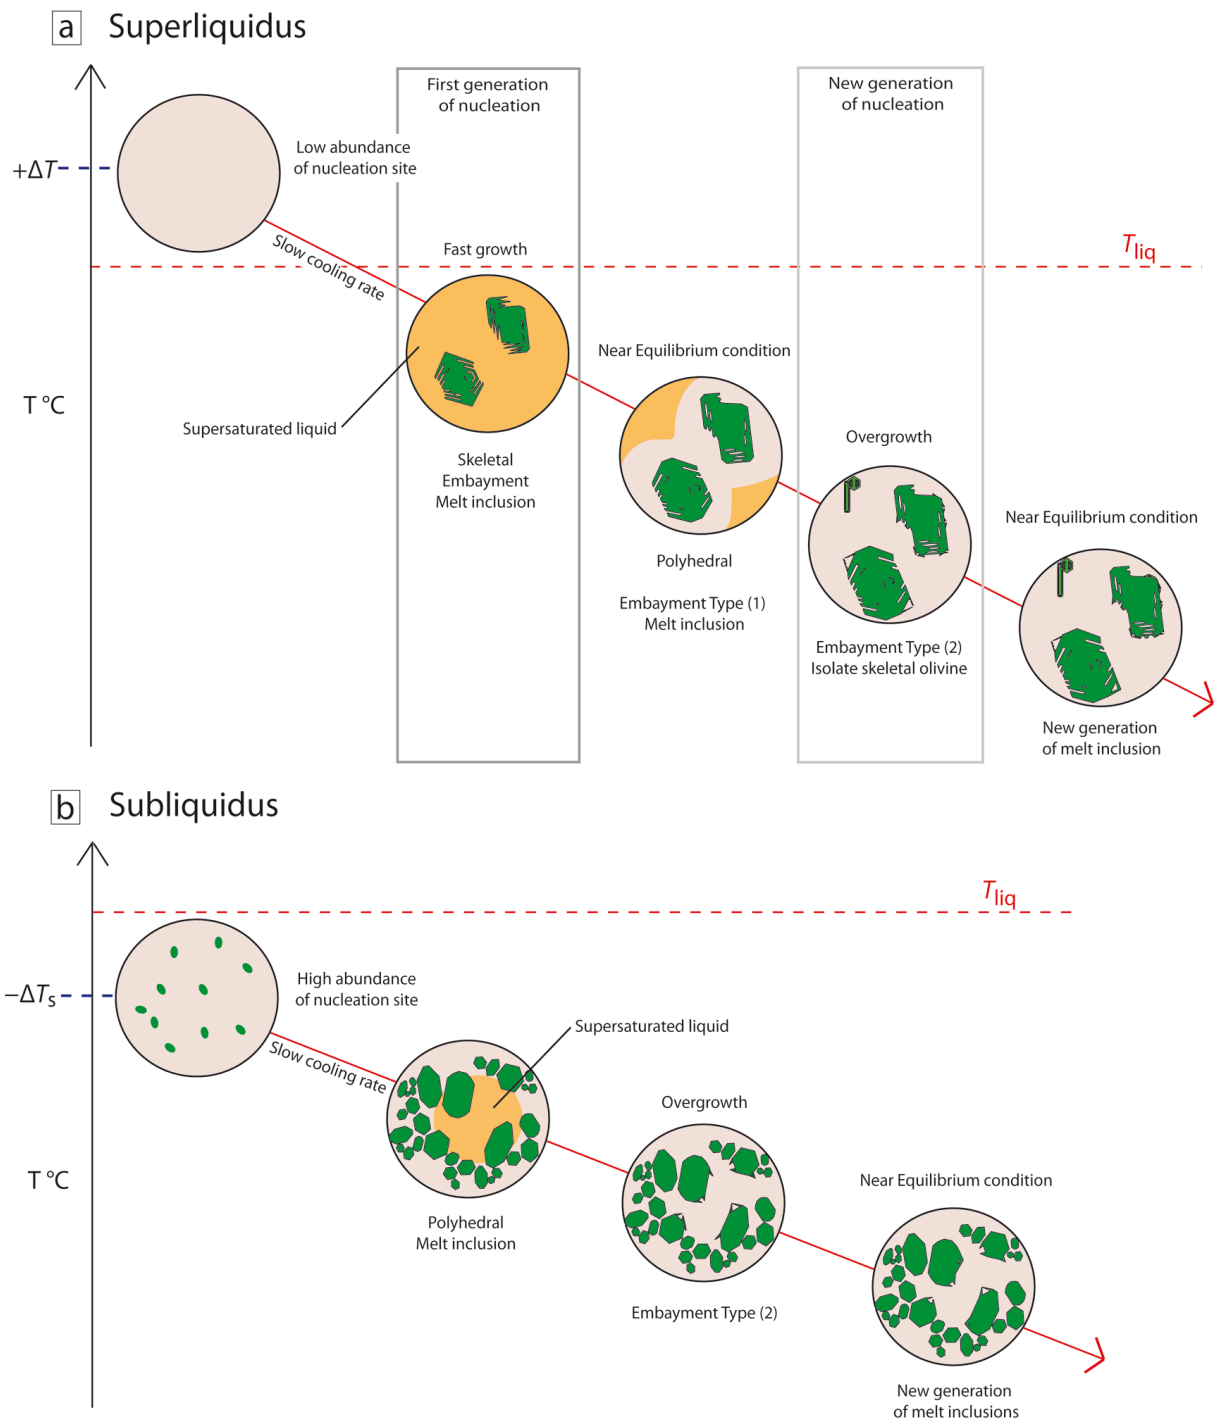 a Superliquidus
First generation
of nucleation
New generation
of nucleation
Low abundance
of nucleation site
+ΔT
Slow cooling rate
Fast growth
Tliq
Near Equilibrium condition
T °C
Supersaturated liquid
Overgrowth
Skeletal
Embayment
Melt inclusion
Near Equilibrium condition
Polyhedral
Embayment Type (1)
Melt inclusion
Embayment Type (2)
Isolate skeletal olivine
New generation
of melt inclusion
b Subliquidus
Tliq
High abundance
of nucleation site
−ΔTs
Supersaturated liquid
Slow cooling rate
Overgrowth
T °C
Near Equilibrium condition
Polyhedral
Melt inclusion
Embayment Type (2)
New generation
of melt inclusions